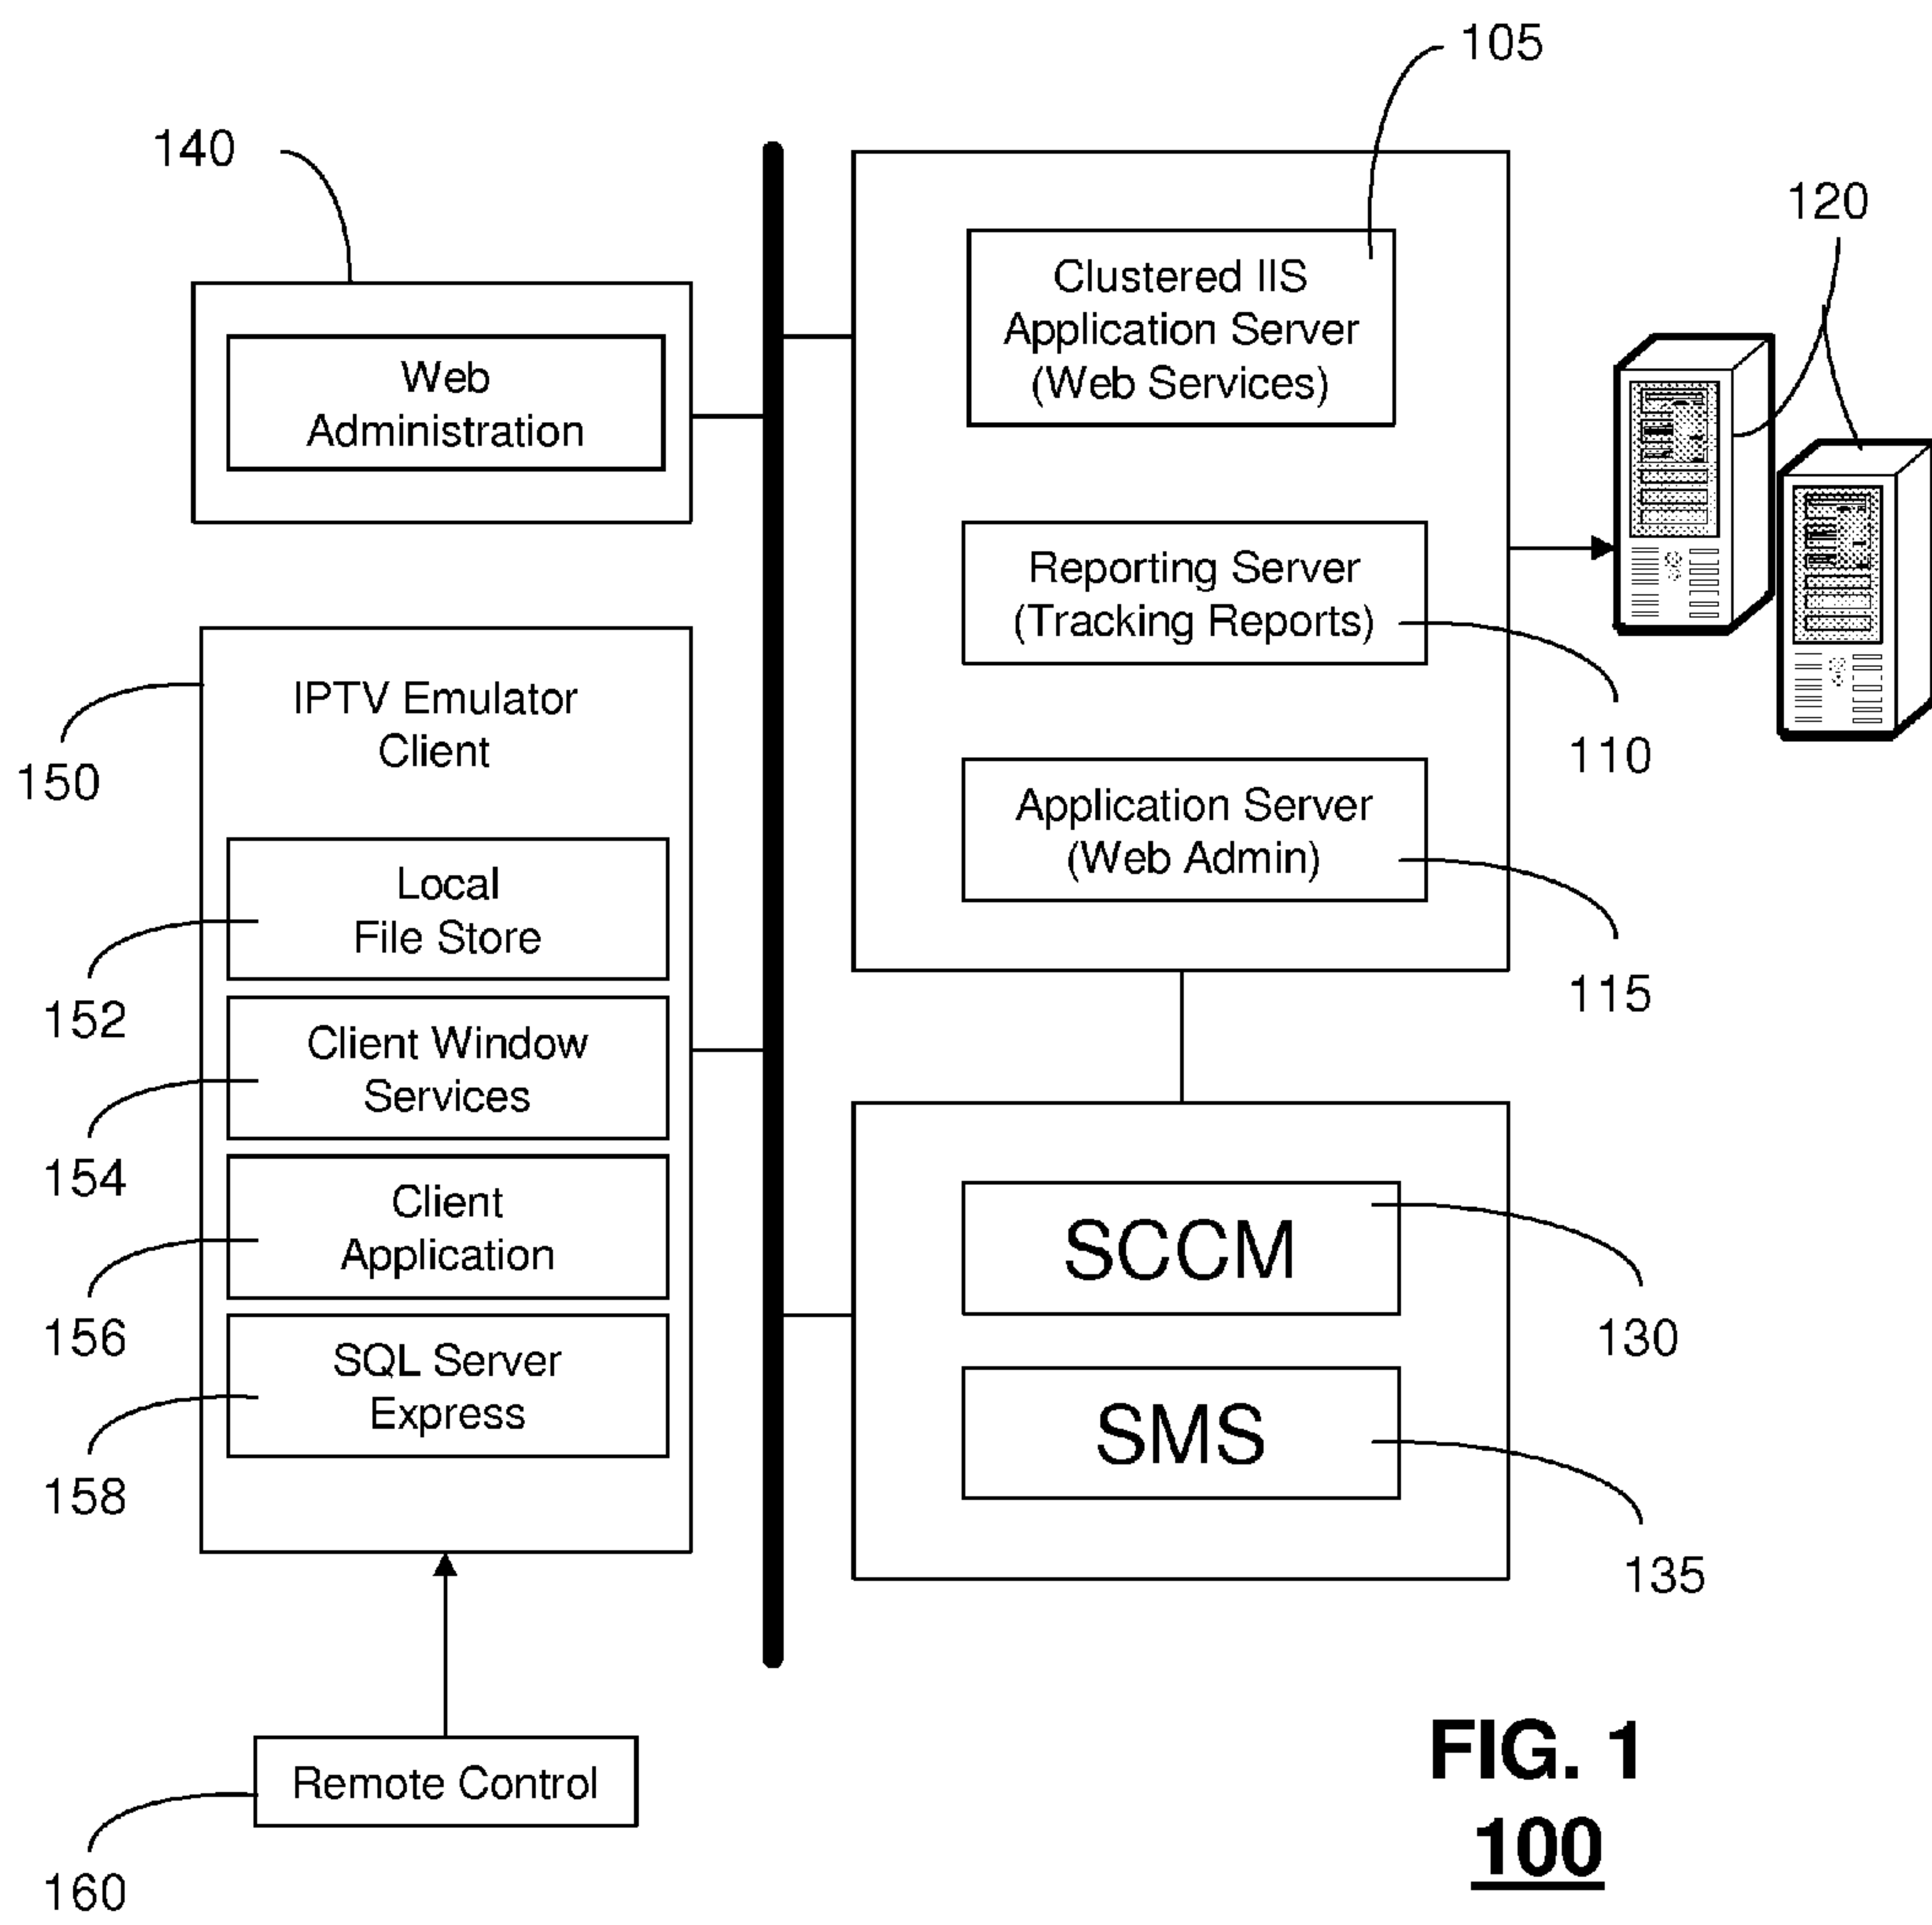 105
140
120
Clustered IIS
Application Server
(Web Services)
Web
Administration
Reporting Server
(Tracking Reports)
110
IPTV Emulator
Client
150
Application Server
(Web Admin)
115
Local
File Store
152
Client Window
Services
154
Client
Application
156
SQL Server
Express
158
SCCM
130
SMS
135
Remote Control
160
FIG. 1
100